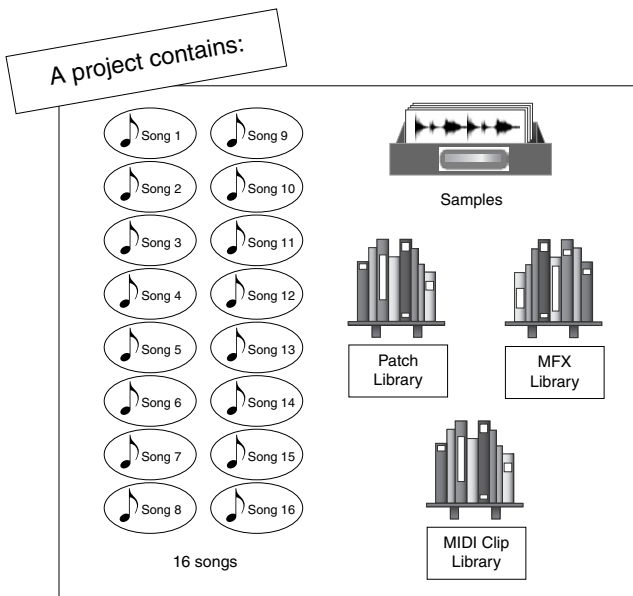 A project contains:
Song 1
Song 9
Song 2
Song 10
Song 3
Song 11
Song 4
Song 12
Song 5
Song 13
Song 6
Song 14
Song 7
Song 15
Song 8
Song 16
16 songs
Samples
Patch
Library
MFX
Library
MIDI Clip
Library